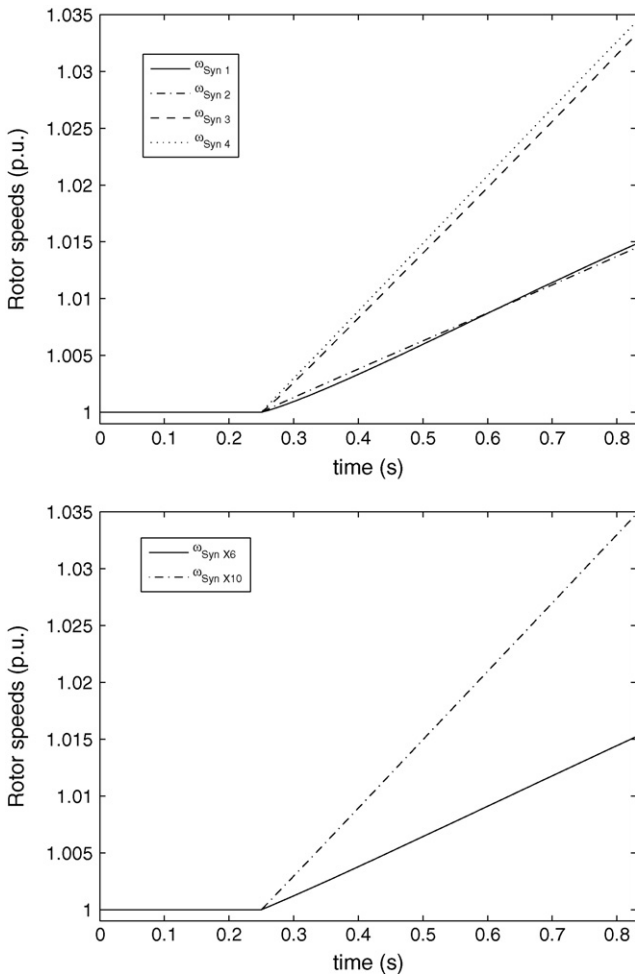 1.035
1.03
1.025
1.02
1.015
1.01
1.005
1
Rotor speeds (p.u.)
ωSyn 1
ωSyn 2
ωSyn 3
ωSyn 4
0 0.1 0.2 0.3 0.4 0.5 0.6 0.7 0.8
time (s)
1.035
1.03
1.025
1.02
1.015
1.01
1.005
1
Rotor speeds (p.u.)
ωSyn X6
ωSyn X10
0 0.1 0.2 0.3 0.4 0.5 0.6 0.7 0.8
time (s)